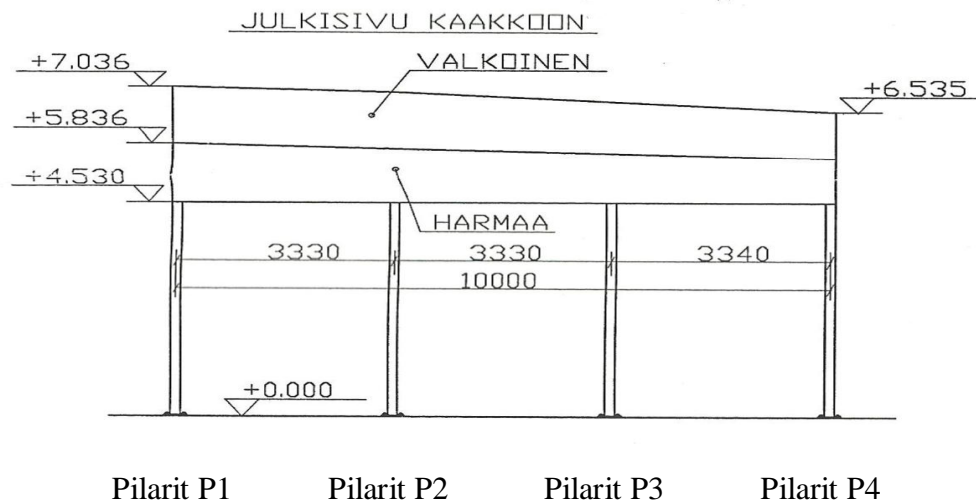 JULKISIVU KAAKKOON
+7.036
VALKOINEN
+6.535
+5.836
+4.530
HARMAA
3330 3330 3340
10000
+0.000
Pilarit P1 Pilarit P2 Pilarit P3 Pilarit P4